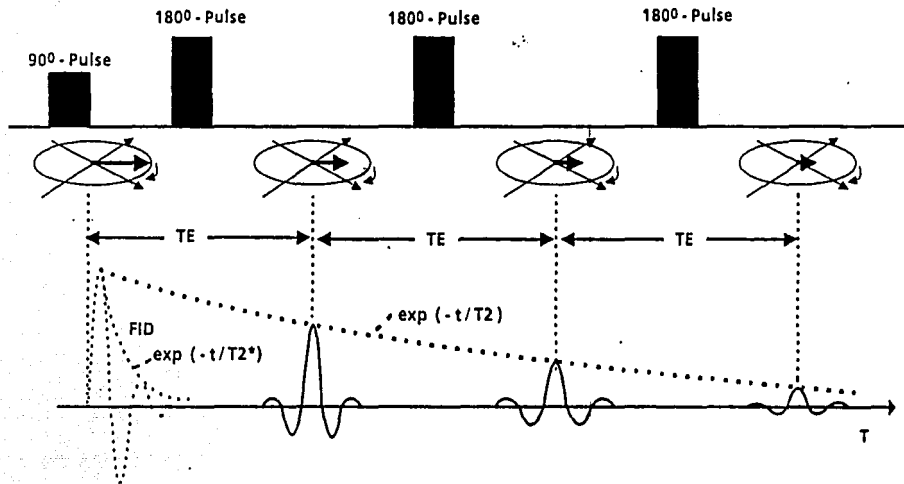 180⁰ - Pulse
180⁰ - Pulse
180⁰ - Pulse
90⁰ - Pulse
TE
TE
TE
exp (-t/T2)
FID
exp (-t/T2*)
T